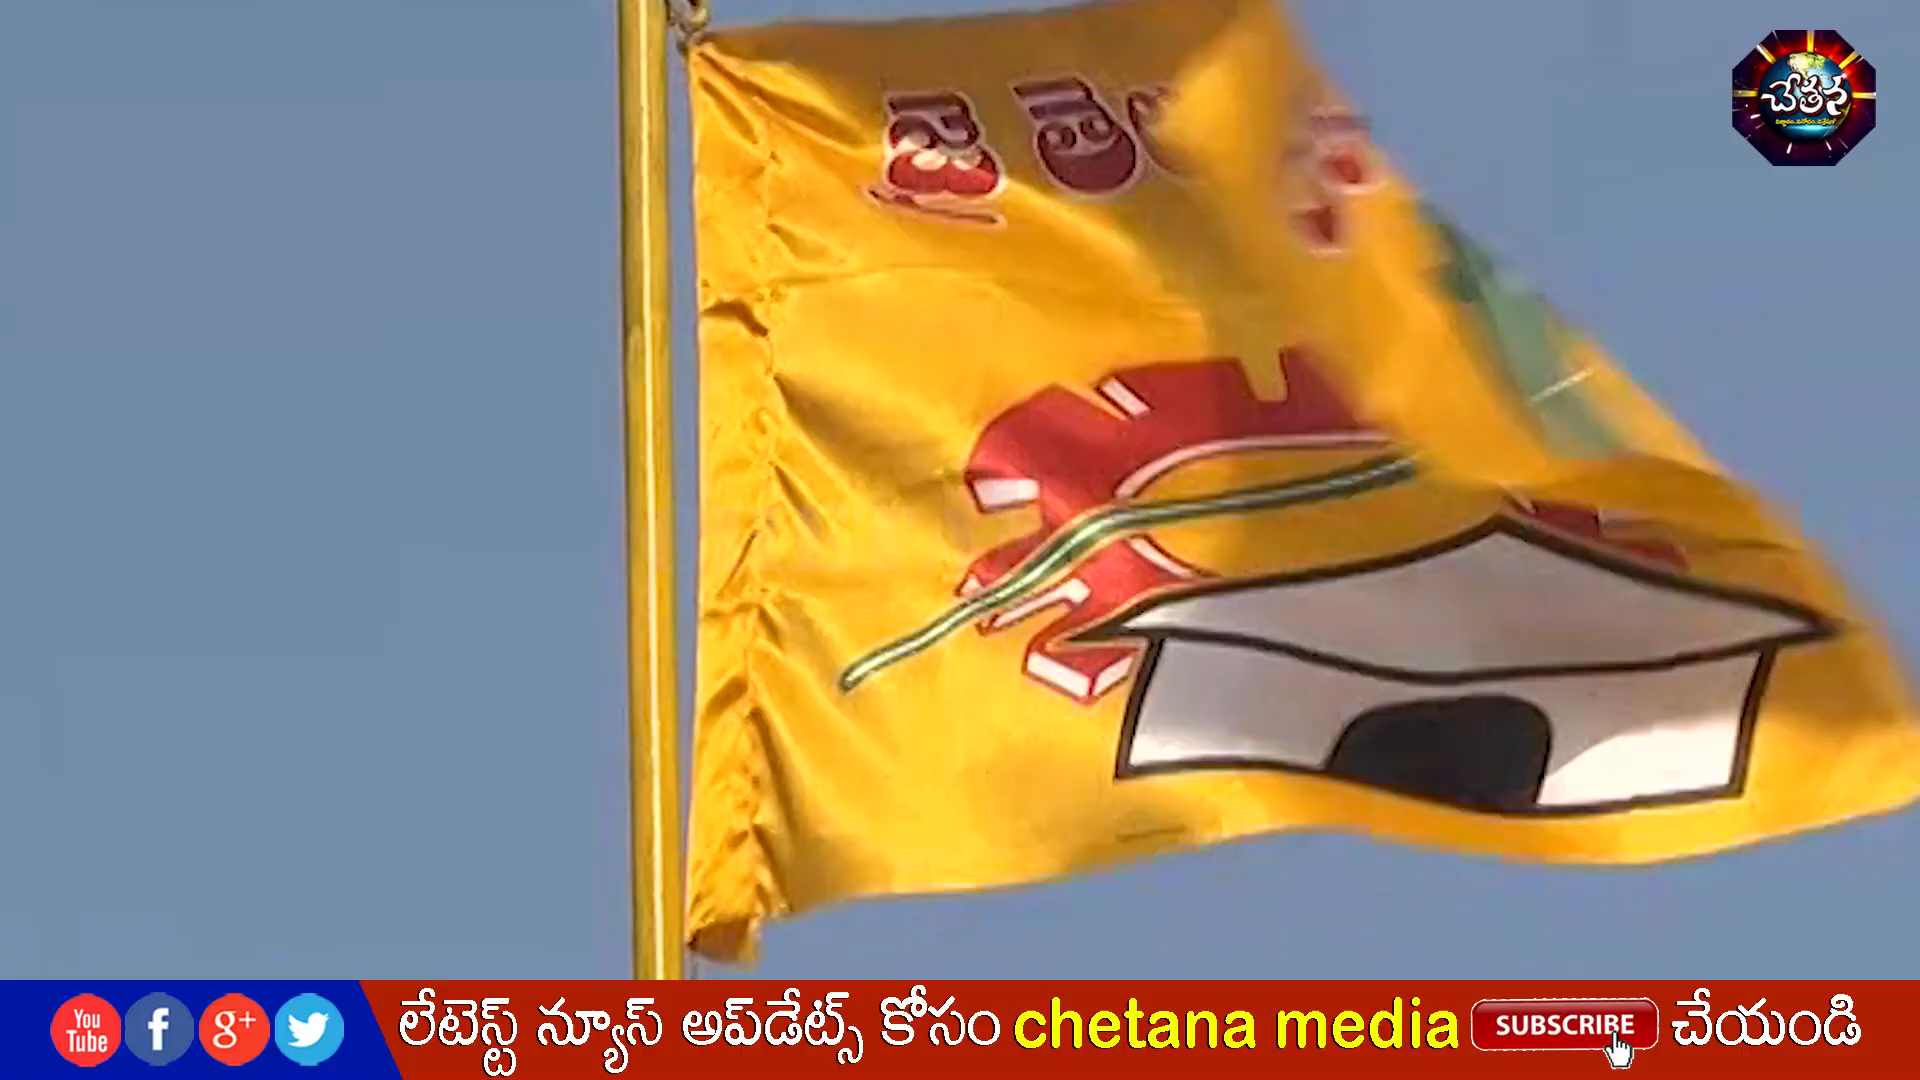 చేతన
జై తె
You
Tube
f
g+
లేటెస్ట్ న్యూస్ అప్‌డేట్స్ కోసం chetana media SUBSCRIBE చేయండి